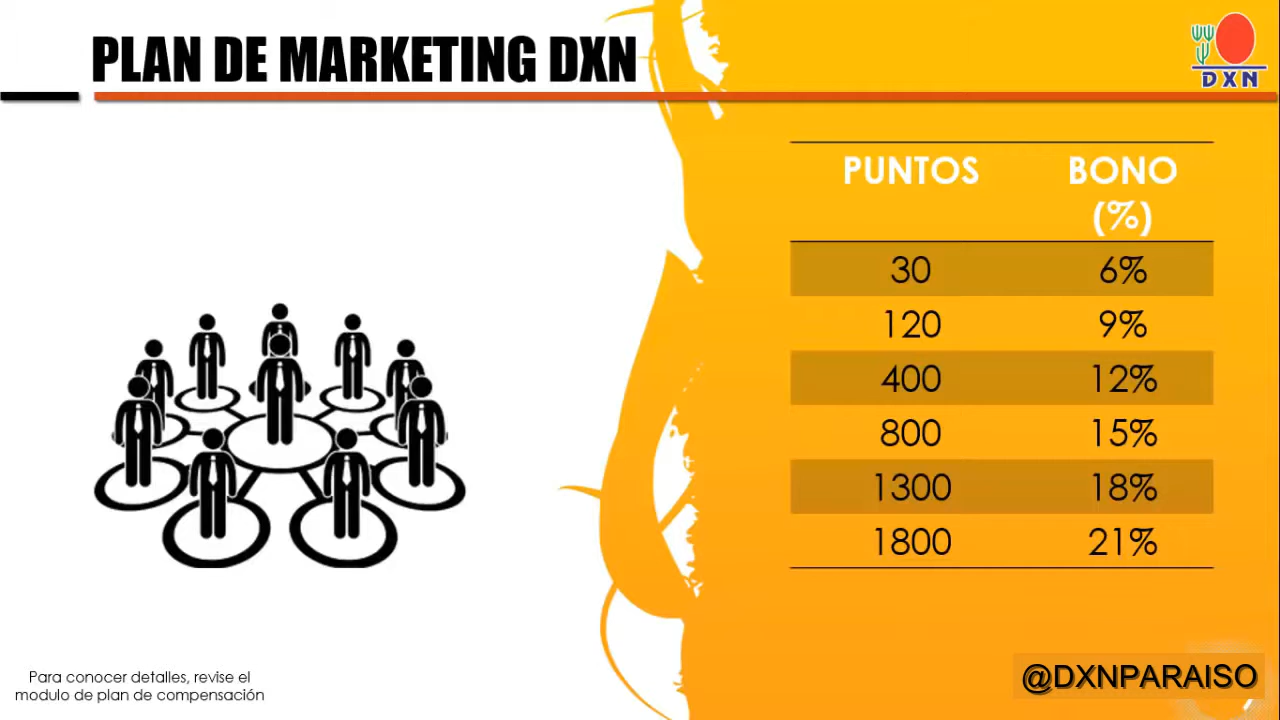 PLAN DE MARKETING DXN
DXN
PUNTOS BONO
(%)
30 6%
120 9%
400 12%
800 15%
1300 18%
1800 21%
Para conocer detalles, revise el
modulo de plan de compensación
@DXNPARAISO